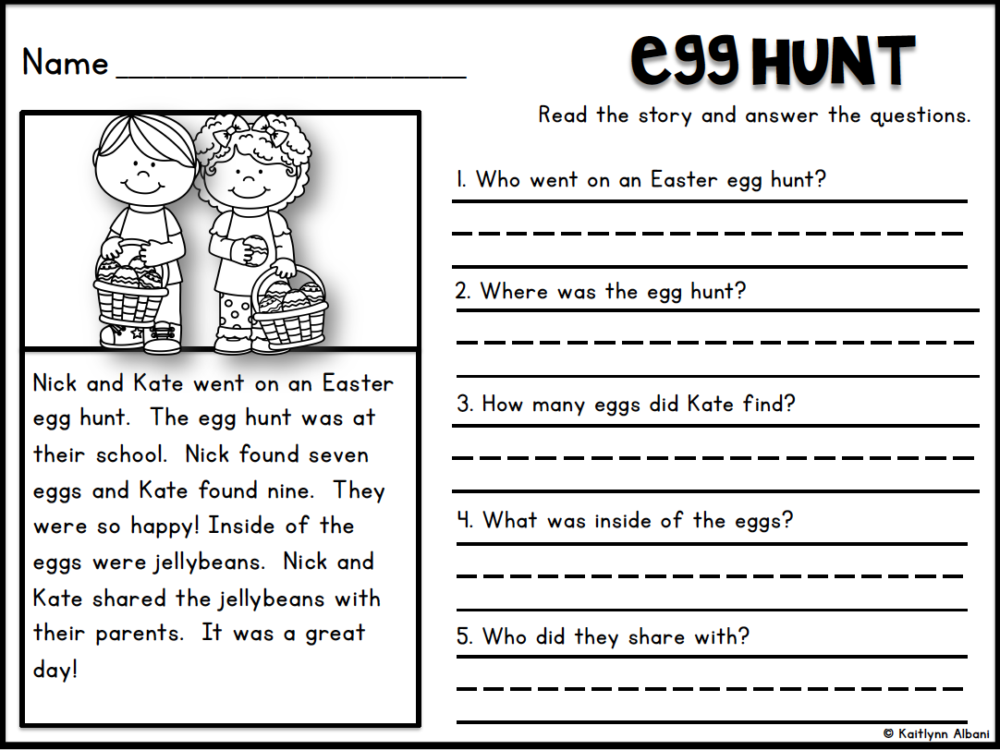 Name
egg HUNT
Read the story and answer the questions.
Nick and Kate went on an Easter
egg hunt. The egg hunt was at
their school. Nick found seven
eggs and Kate found nine. They
were so happy! Inside of the
eggs were jellybeans. Nick and
Kate shared the jellybeans with
their parents. It was a great
day!
1. Who went on an Easter egg hunt?
2. Where was the egg hunt?
3. How many eggs did Kate find?
4. What was inside of the eggs?
5. Who did they share with?
© Kaitlynn Albani